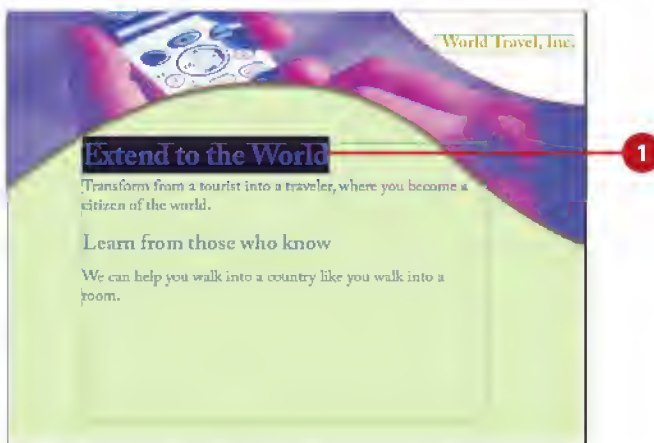 World Travel, Inc.
Extend to the World
1
Transform from a tourist into a traveler, where you become a
citizen of the world.
Learn from those who know
We can help you walk into a country like you walk into a
room.